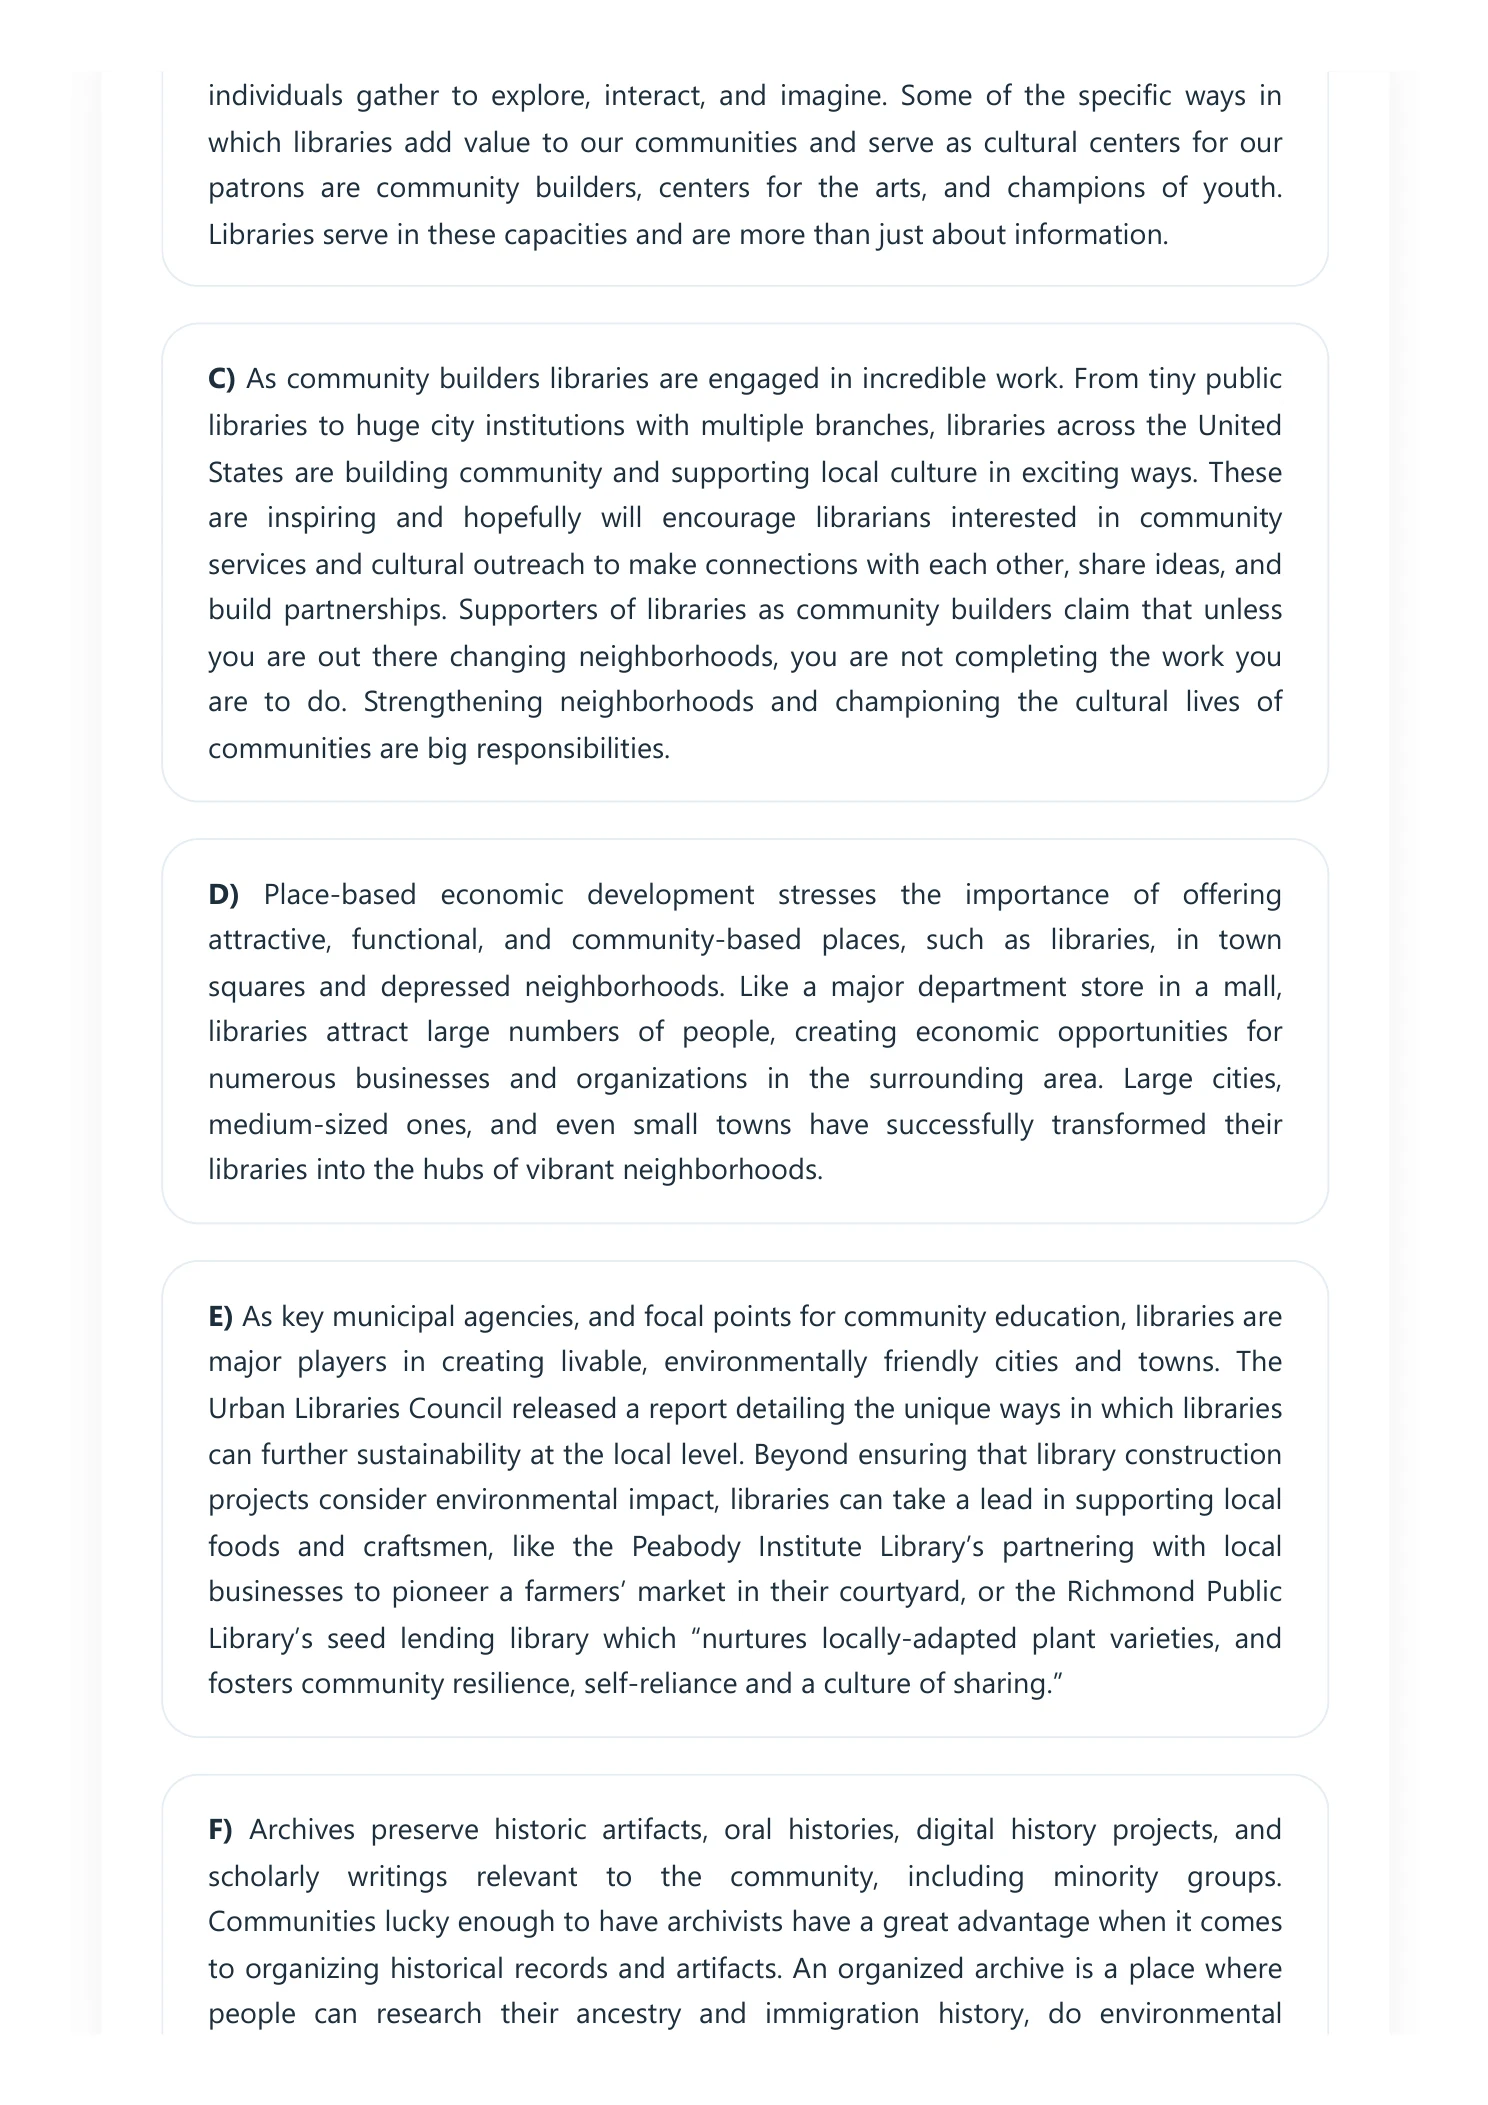 individuals gather to explore, interact, and imagine. Some of the specific ways in
which libraries add value to our communities and serve as cultural centers for our
patrons are community builders, centers for the arts, and champions of youth.
Libraries serve in these capacities and are more than just about information.
C) As community builders libraries are engaged in incredible work. From tiny public
libraries to huge city institutions with multiple branches, libraries across the United
States are building community and supporting local culture in exciting ways. These
are inspiring and hopefully will encourage librarians interested in community
services and cultural outreach to make connections with each other, share ideas, and
build partnerships. Supporters of libraries as community builders claim that unless
you are out there changing neighborhoods, you are not completing the work you
are to do. Strengthening neighborhoods and championing the cultural lives of
communities are big responsibilities.
D) Place-based economic development stresses the importance of offering
attractive, functional, and community-based places, such as libraries, in town
squares and depressed neighborhoods. Like a major department store in a mall,
libraries attract large numbers of people, creating economic opportunities for
numerous businesses and organizations in the surrounding area. Large cities,
medium-sized ones, and even small towns have successfully transformed their
libraries into the hubs of vibrant neighborhoods.
E) As key municipal agencies, and focal points for community education, libraries are
major players in creating livable, environmentally friendly cities and towns. The
Urban Libraries Council released a report detailing the unique ways in which libraries
can further sustainability at the local level. Beyond ensuring that library construction
projects consider environmental impact, libraries can take a lead in supporting local
foods and craftsmen, like the Peabody Institute Library’s partnering with local
businesses to pioneer a farmers’ market in their courtyard, or the Richmond Public
Library’s seed lending library which “nurtures locally-adapted plant varieties, and
fosters community resilience, self-reliance and a culture of sharing.”
F) Archives preserve historic artifacts, oral histories, digital history projects, and
scholarly writings relevant to the community, including minority groups.
Communities lucky enough to have archivists have a great advantage when it comes
to organizing historical records and artifacts. An organized archive is a place where
people can research their ancestry and immigration history, do environmental